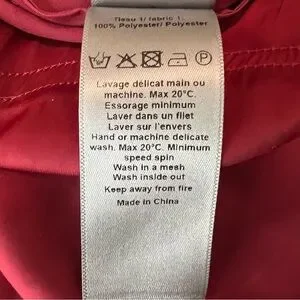 Tissu 1/ fabric 1:
100% Polyester/ Polyester
Lavage délicat main ou
machine. Max 20°C.
Essorage minimum
Laver dans un filet
Laver sur l'envers
Hand or machine delicate
wash. Max 20°C. Minimum
speed spin
Wash in a mesh
Wash inside out
Keep away from fire
Made in China